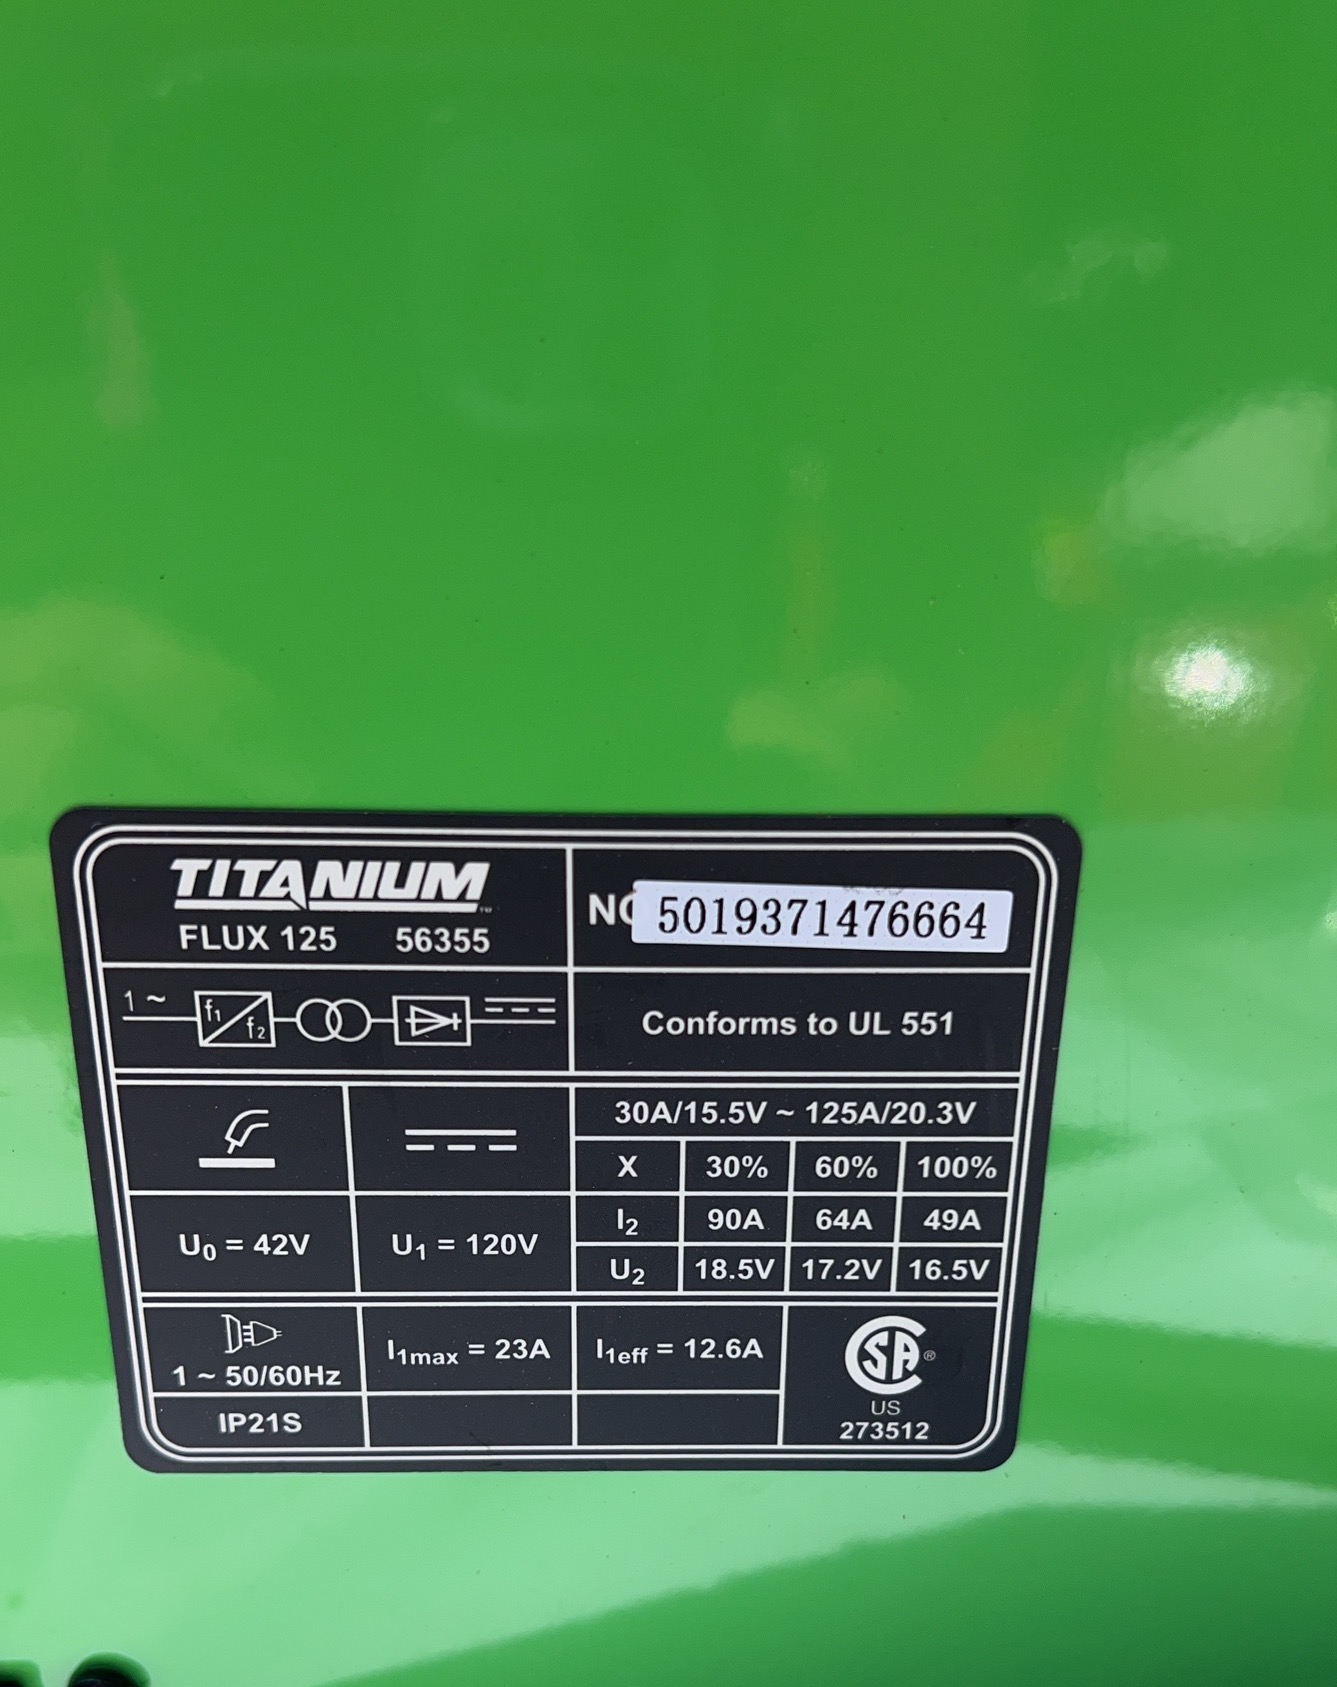 TITANIUM™
FLUX 125 56355
NO 5019371476664
1 ~ f1 f2
Conforms to UL 551
30A/15.5V ~ 125A/20.3V
X 30% 60% 100%
I2 90A 64A 49A
U0 = 42V U1 = 120V
U2 18.5V 17.2V 16.5V
1 ~ 50/60Hz
I1max = 23A I1eff = 12.6A
CSA®
US
IP21S
273512